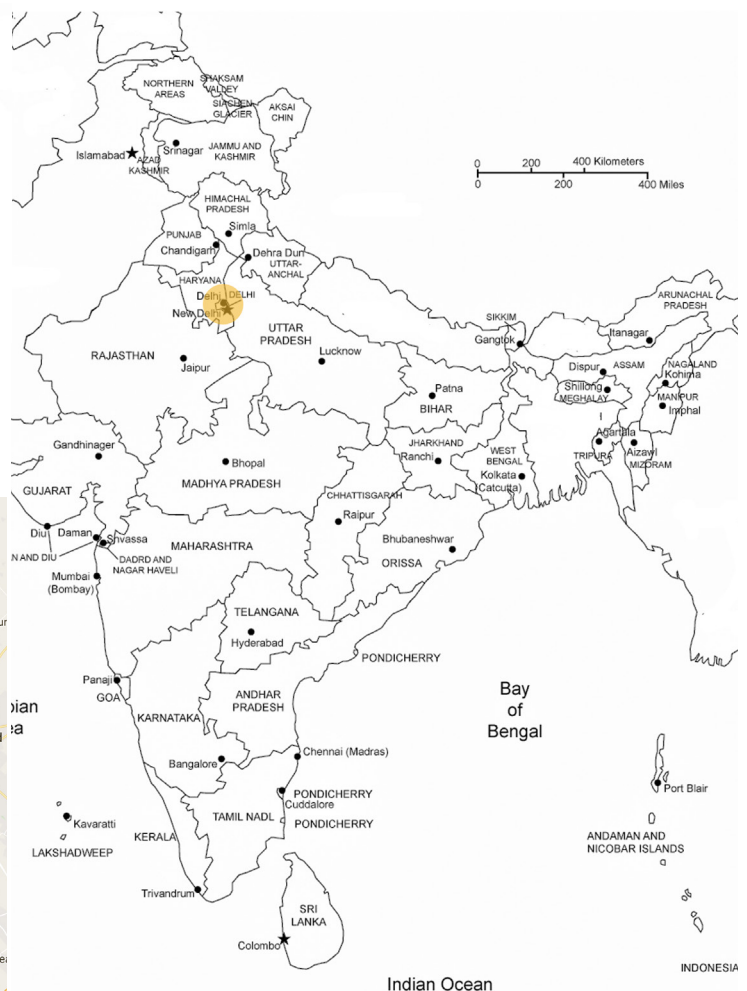 NORTHERN
AREAS
SHAKSAM
VALLEY
SIACHEN
GLACIER
AKSAI
CHIN
Islamabad
AZAD
KASHMIR
Srinagar
JAMMU AND
KASHMIR
0 200 400 Kilometers
0 200 400 Miles
HIMACHAL
PRADESH
Simla
PUNJAB
Chandigarh
Dehra Dun
UTTAR-
ANCHAL
HARYANA
Delhi
DELHI
New Delhi
RAJASTHAN
Jaipur
UTTAR
PRADESH
Lucknow
SIKKIM
Gangtok
ARUNACHAL
PRADESH
Itanagar
Dispur
ASSAM
NAGALAND
Kohima
Shillong
MEGHALAY
MANIPUR
Imphal
Patna
BIHAR
Agartala
TRIPURA
Aizawl
MIZORAM
Gandhinager
GUJARAT
Bhopal
MADHYA PRADESH
JHARKHAND
Ranchi
WEST
BENGAL
Kolkata
(Catcutta)
CHHATTISGARAH
Raipur
Diu
Daman
Shvassa
N AND DIU
DADRD AND
NAGAR HAVELI
MAHARASHTRA
Bhubaneshwar
ORISSA
Mumbai
(Bombay)
TELANGANA
Hyderabad
PONDICHERRY
Panaji
GOA
KARNATAKA
ANDHAR
PRADESH
Bay
of
Bengal
bian
ea
Bangalore
Chennai (Madras)
PONDICHERRY
Cuddalore
TAMIL NADL
PONDICHERRY
Port Blair
Kavaratti
LAKSHADWEEP
KERALA
ANDAMAN AND
NICOBAR ISLANDS
Trivandrum
SRI
LANKA
Colombo
INDONESIA
Indian Ocean